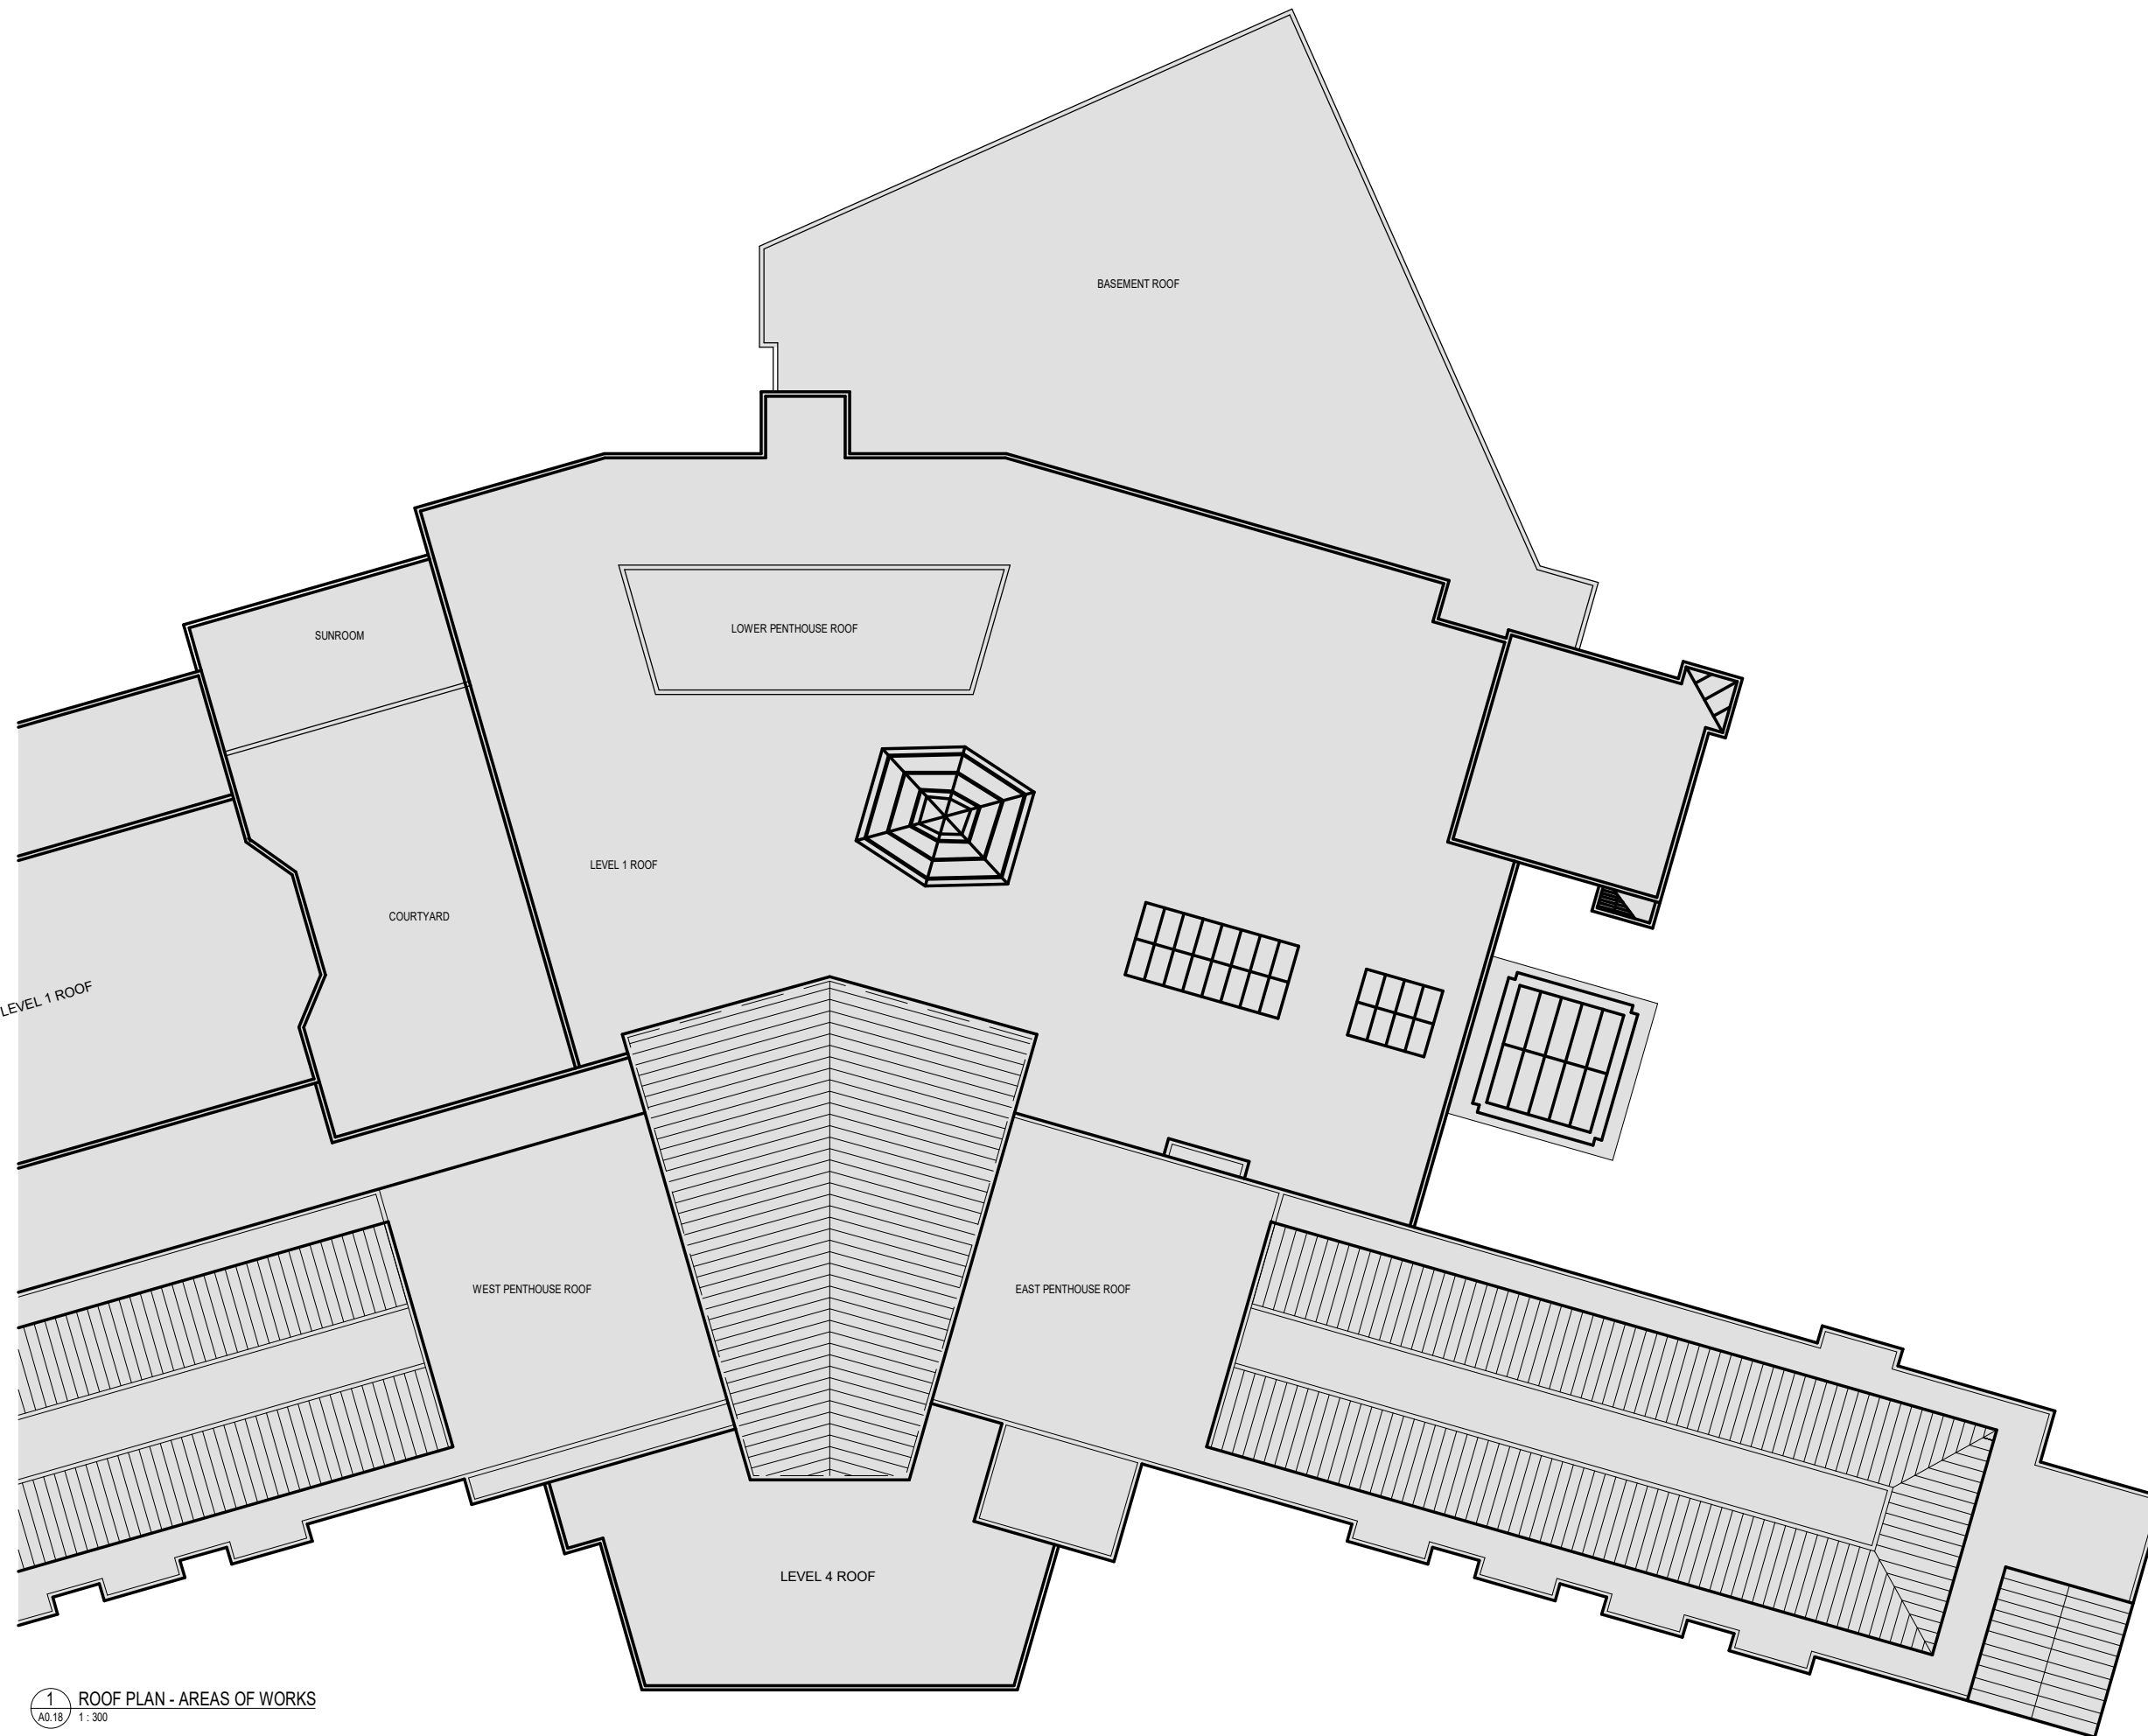 BASEMENT ROOF
SUNROOM
LOWER PENTHOUSE ROOF
LEVEL 1 ROOF
COURTYARD
LEVEL 1 ROOF
WEST PENTHOUSE ROOF
EAST PENTHOUSE ROOF
LEVEL 4 ROOF
1
A0.18
ROOF PLAN - AREAS OF WORKS
1 : 300